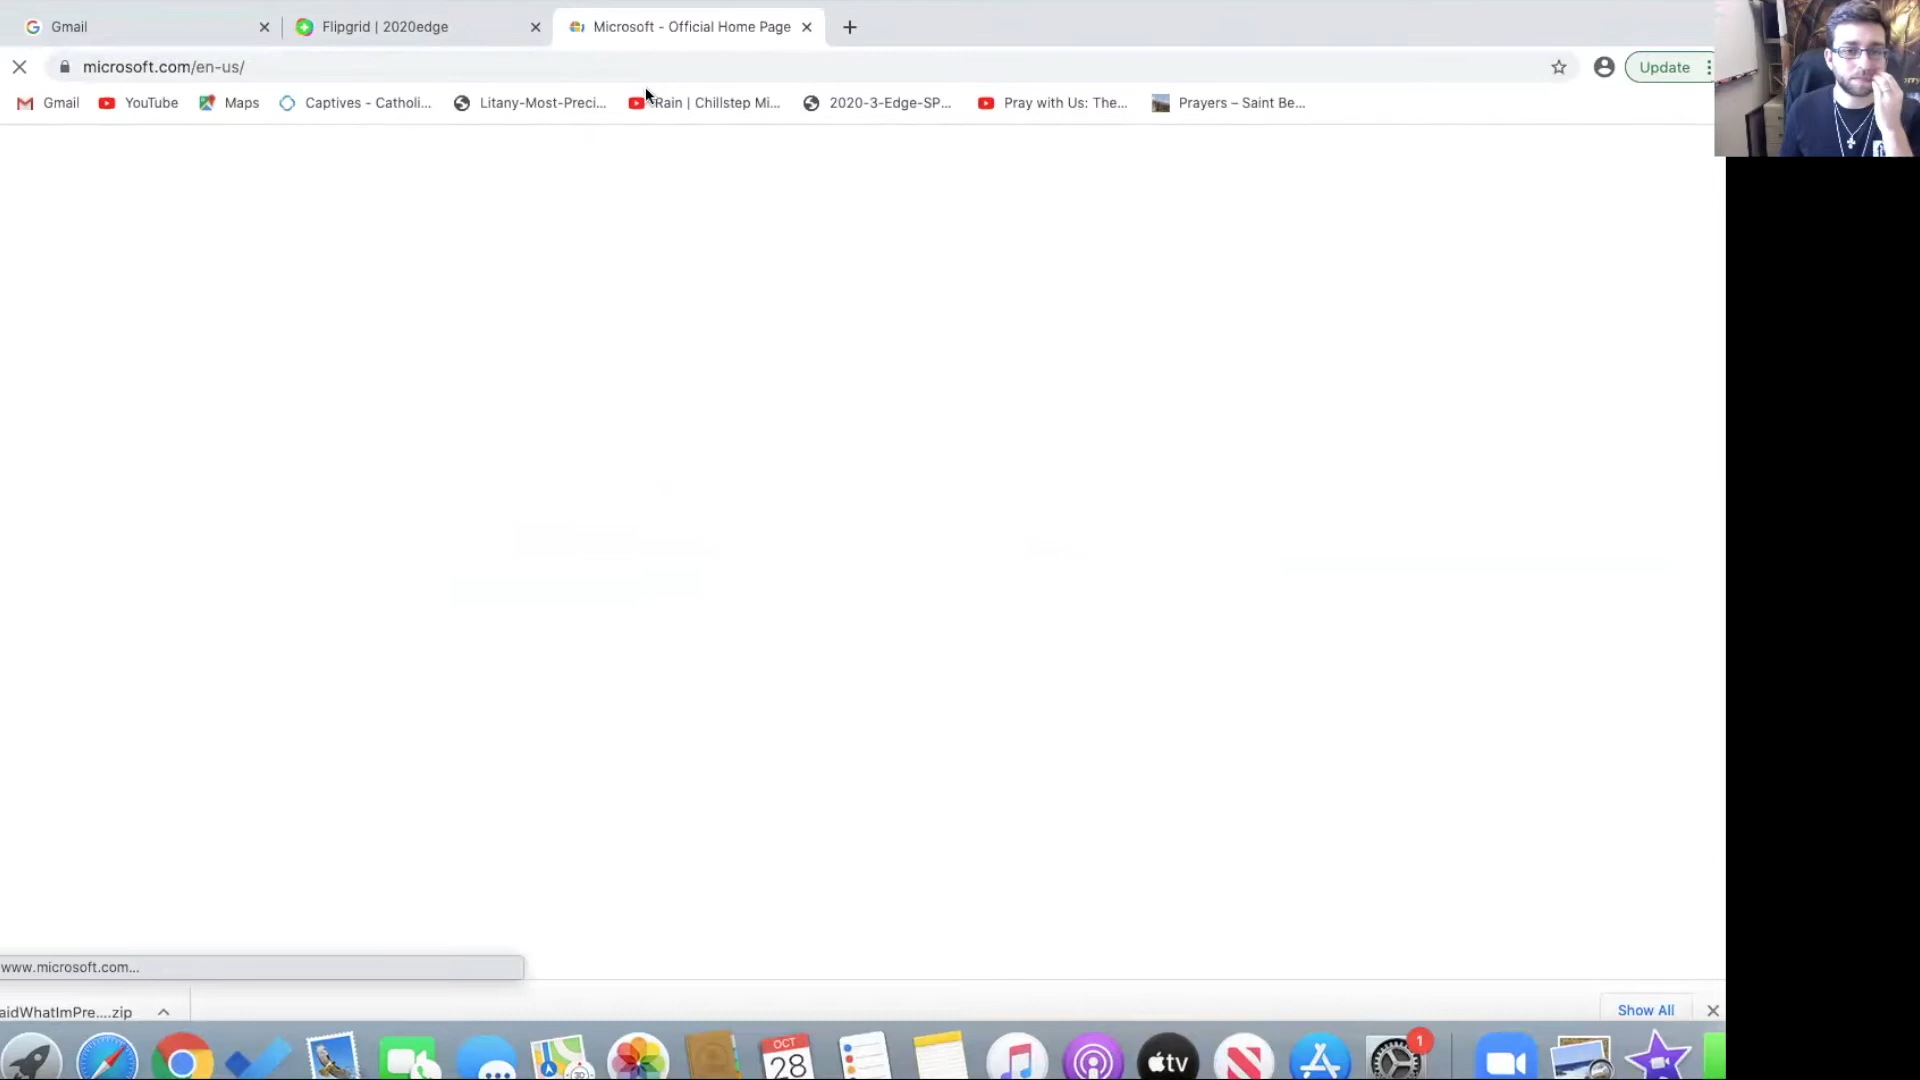 Gmail
Flipgrid | 2020edge
Microsoft - Official Home Page
microsoft.com/en-us/
Update
Gmail
YouTube
Maps
Captives - Catholi...
Litany-Most-Preci...
Rain | Chillstep Mi...
2020-3-Edge-SP...
Pray with Us: The...
Prayers – Saint Be...
www.microsoft.com...
aidWhatImPre....zip
Show All
OCT
28
tv
1